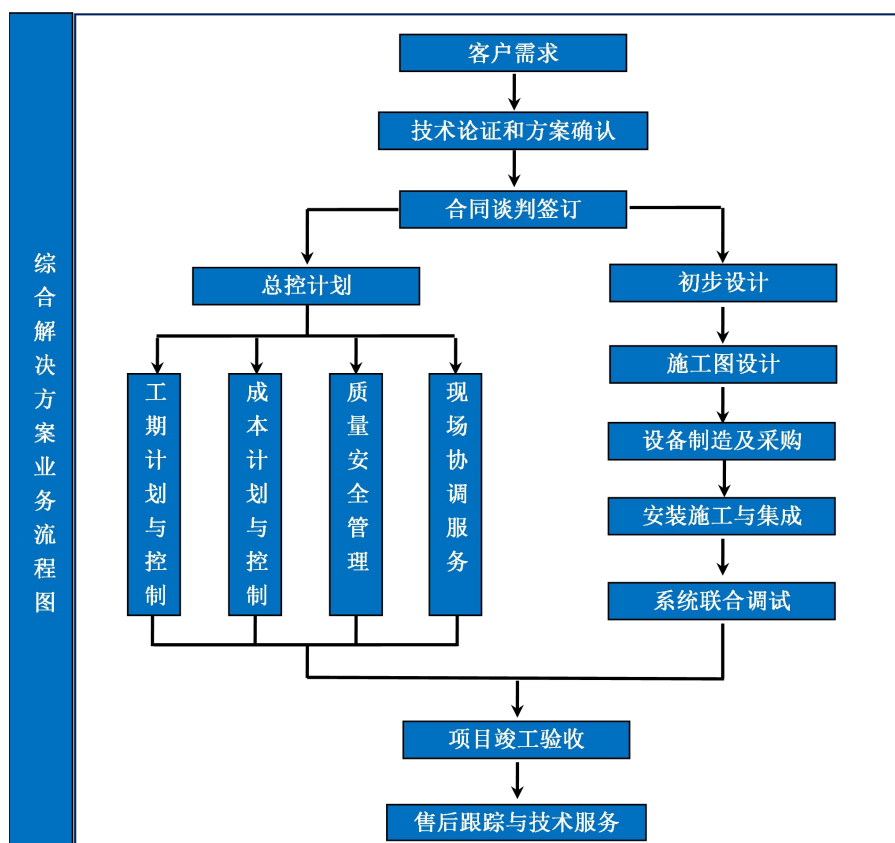 综合解决方案业务流程图
客户需求
技术论证和方案确认
合同谈判签订
总控计划
初步设计
施工图设计
工期计划与控制
成本计划与控制
质量安全管理
现场协调服务
设备制造及采购
安装施工与集成
系统联合调试
项目竣工验收
售后跟踪与技术服务